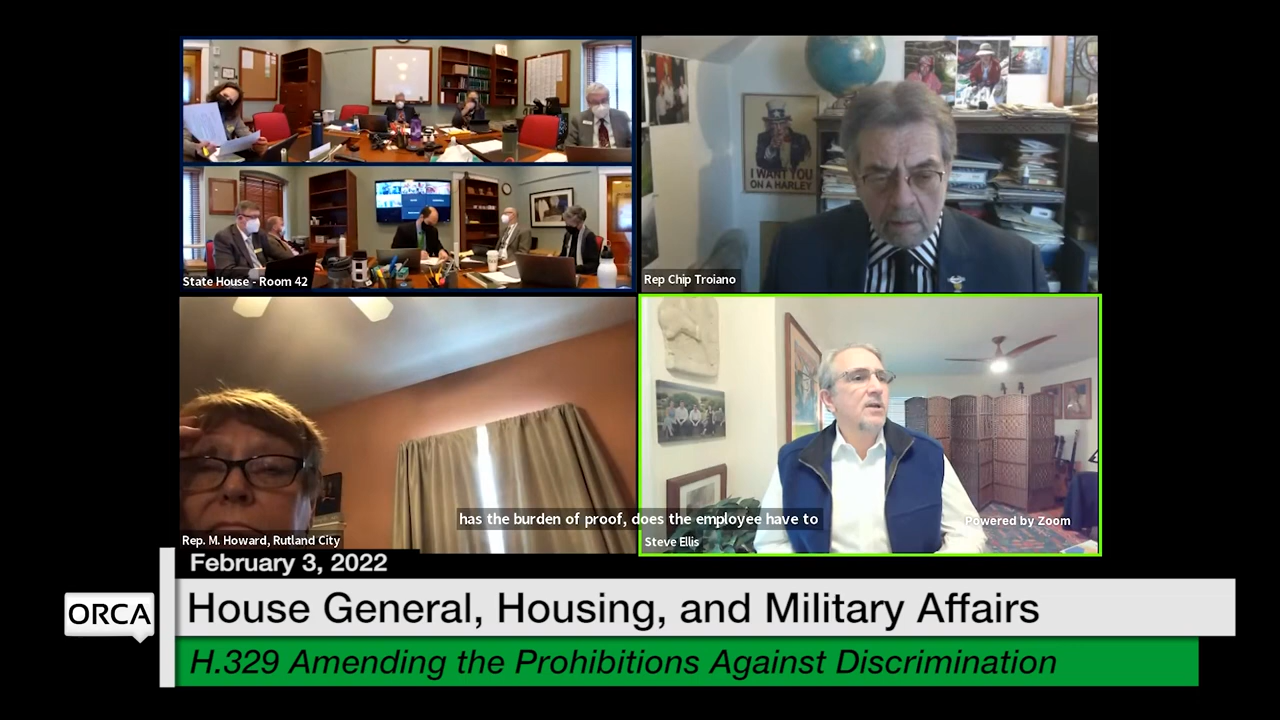 I WANT YOU
ON A HARLEY
State House - Room 42
Rep Chip Troiano
has the burden of proof, does the employee have to
Powered by Zoom
Rep. M. Howard, Rutland City
Steve Ellis
February 3, 2022
ORCA
House General, Housing, and Military Affairs
H.329 Amending the Prohibitions Against Discrimination